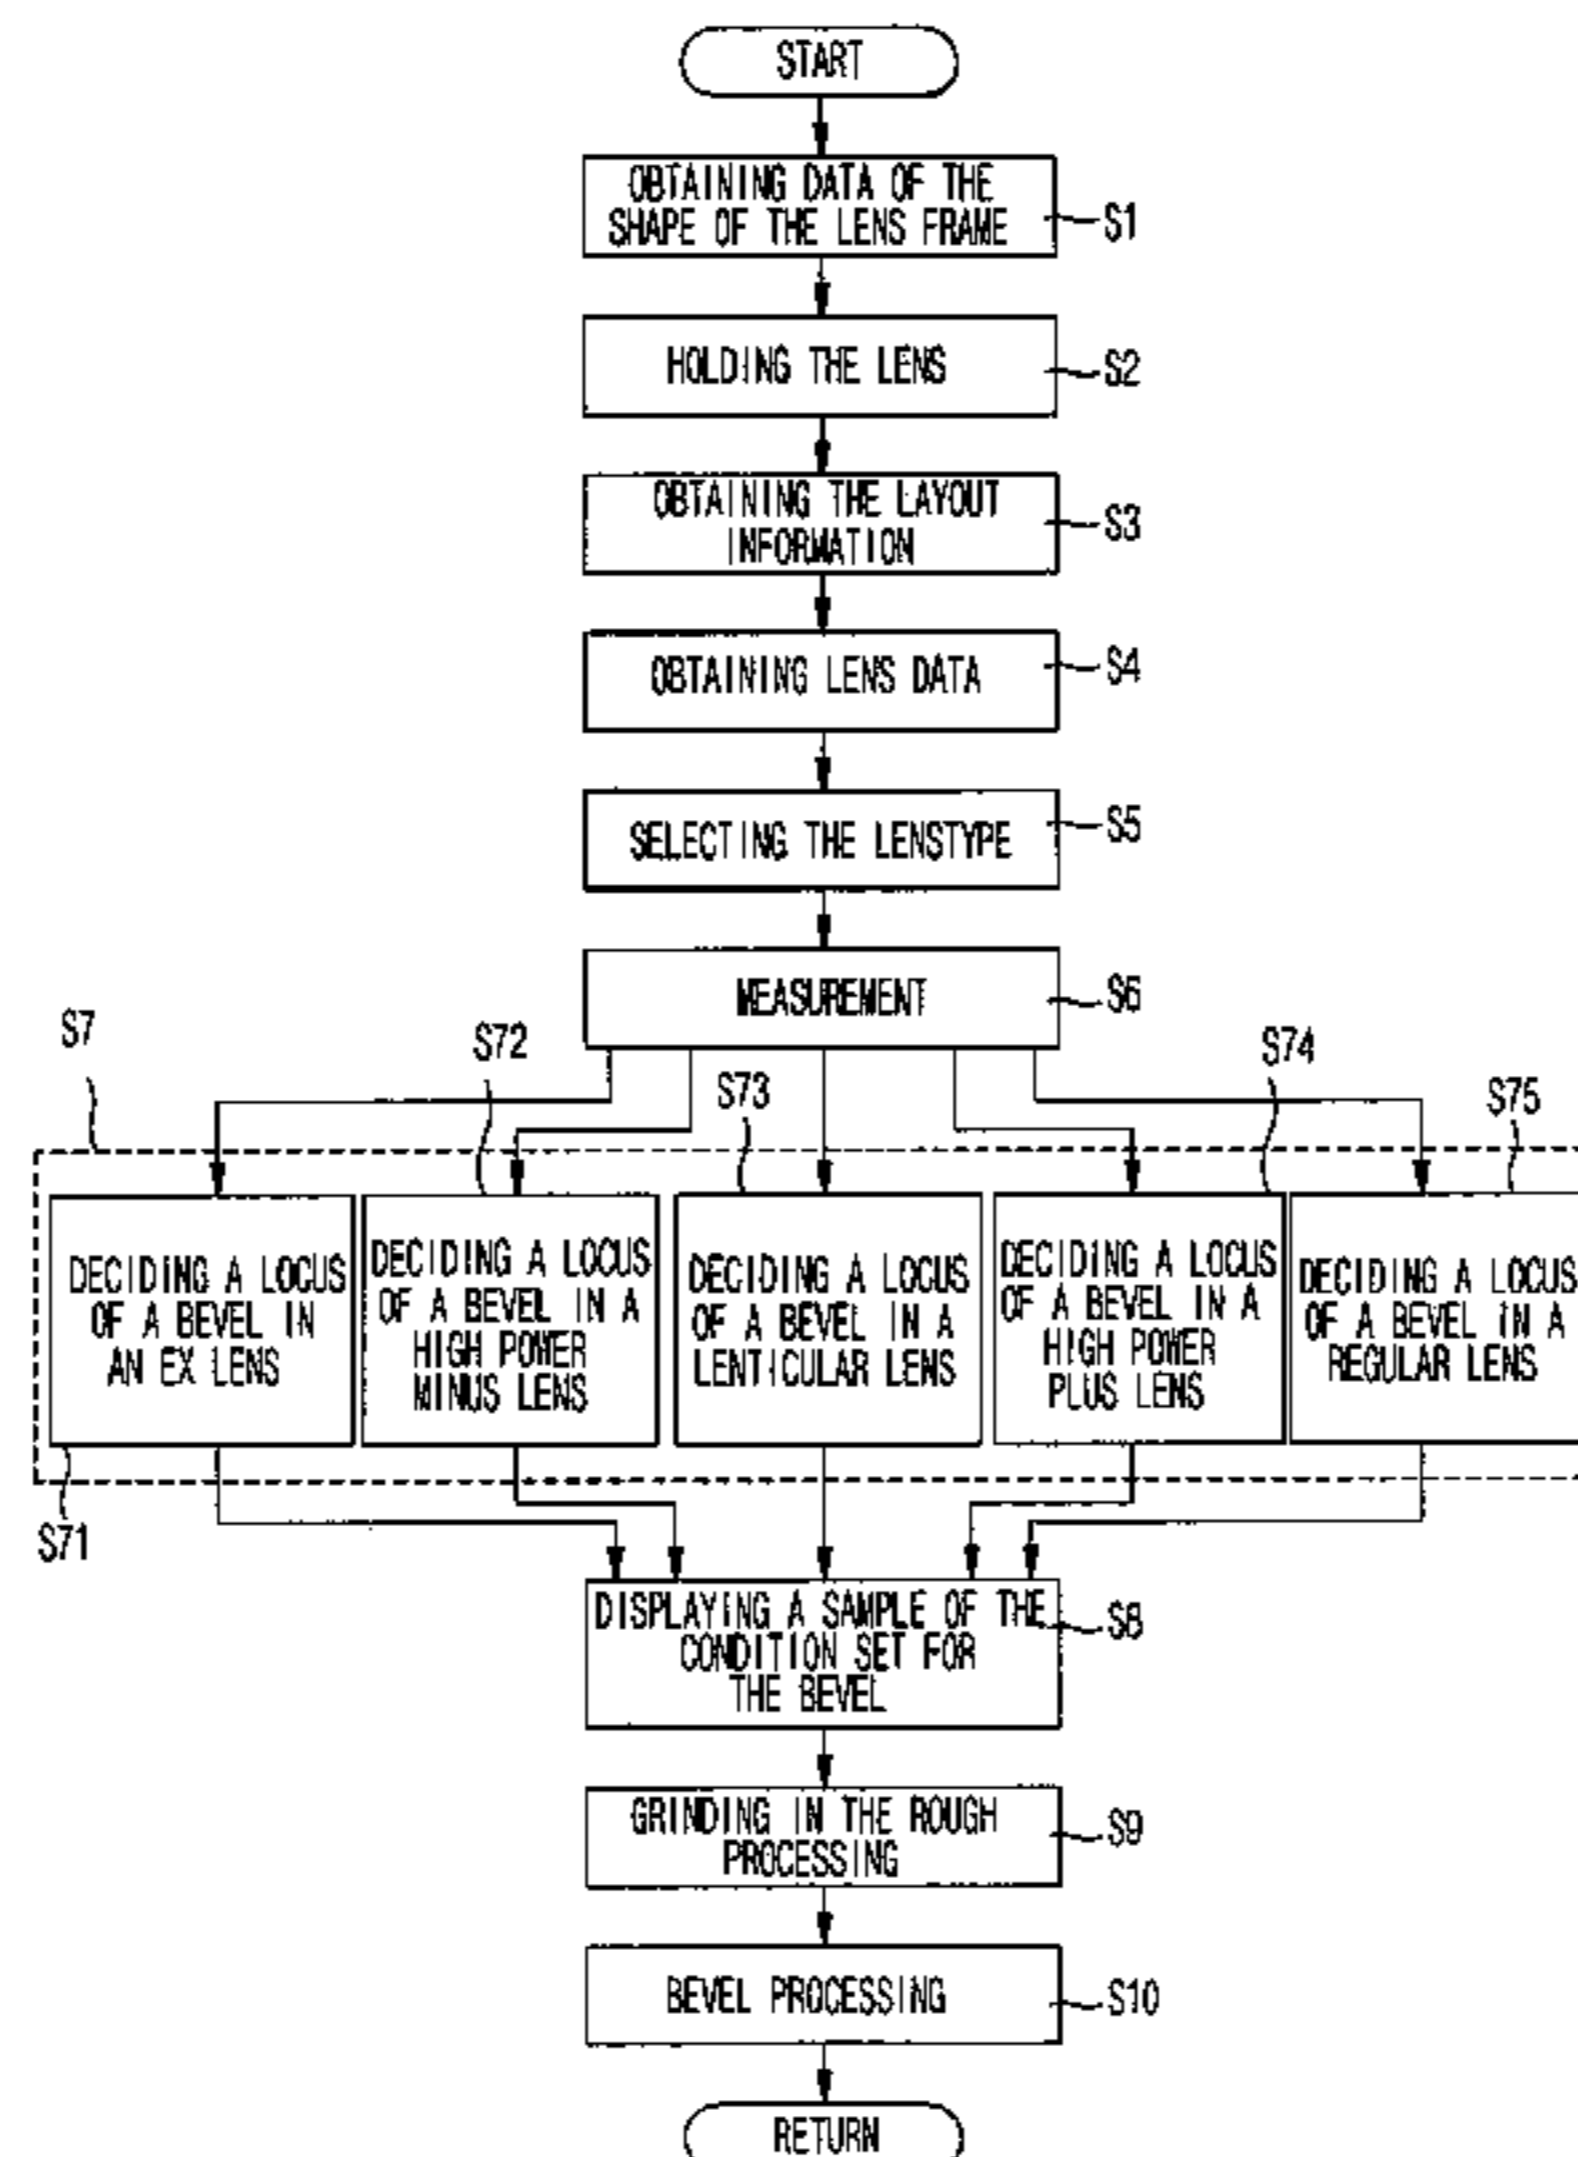 START
OBTAINING DATA OF THE
SHAPE OF THE LENS FRAME
S1
HOLDING THE LENS
S2
OBTAINING THE LAYOUT
INFORMATION
S3
OBTAINING LENS DATA
S4
SELECTING THE LENSTYPE
S5
MEASUREMENT
S6
S7
S72
S73
S74
S75
DECIDING A LOCUS
OF A BEVEL IN
AN EX LENS
DECIDING A LOCUS
OF A BEVEL IN A
HIGH POWER
MINUS LENS
DECIDING A LOCUS
OF A BEVEL IN A
LENTICULAR LENS
DECIDING A LOCUS
OF A BEVEL IN A
HIGH POWER
PLUS LENS
DECIDING A LOCUS
OF A BEVEL IN A
REGULAR LENS
S71
DISPLAYING A SAMPLE OF THE
CONDITION SET FOR
THE BEVEL
S8
GRINDING IN THE ROUGH
PROCESSING
S9
BEVEL PROCESSING
S10
RETURN